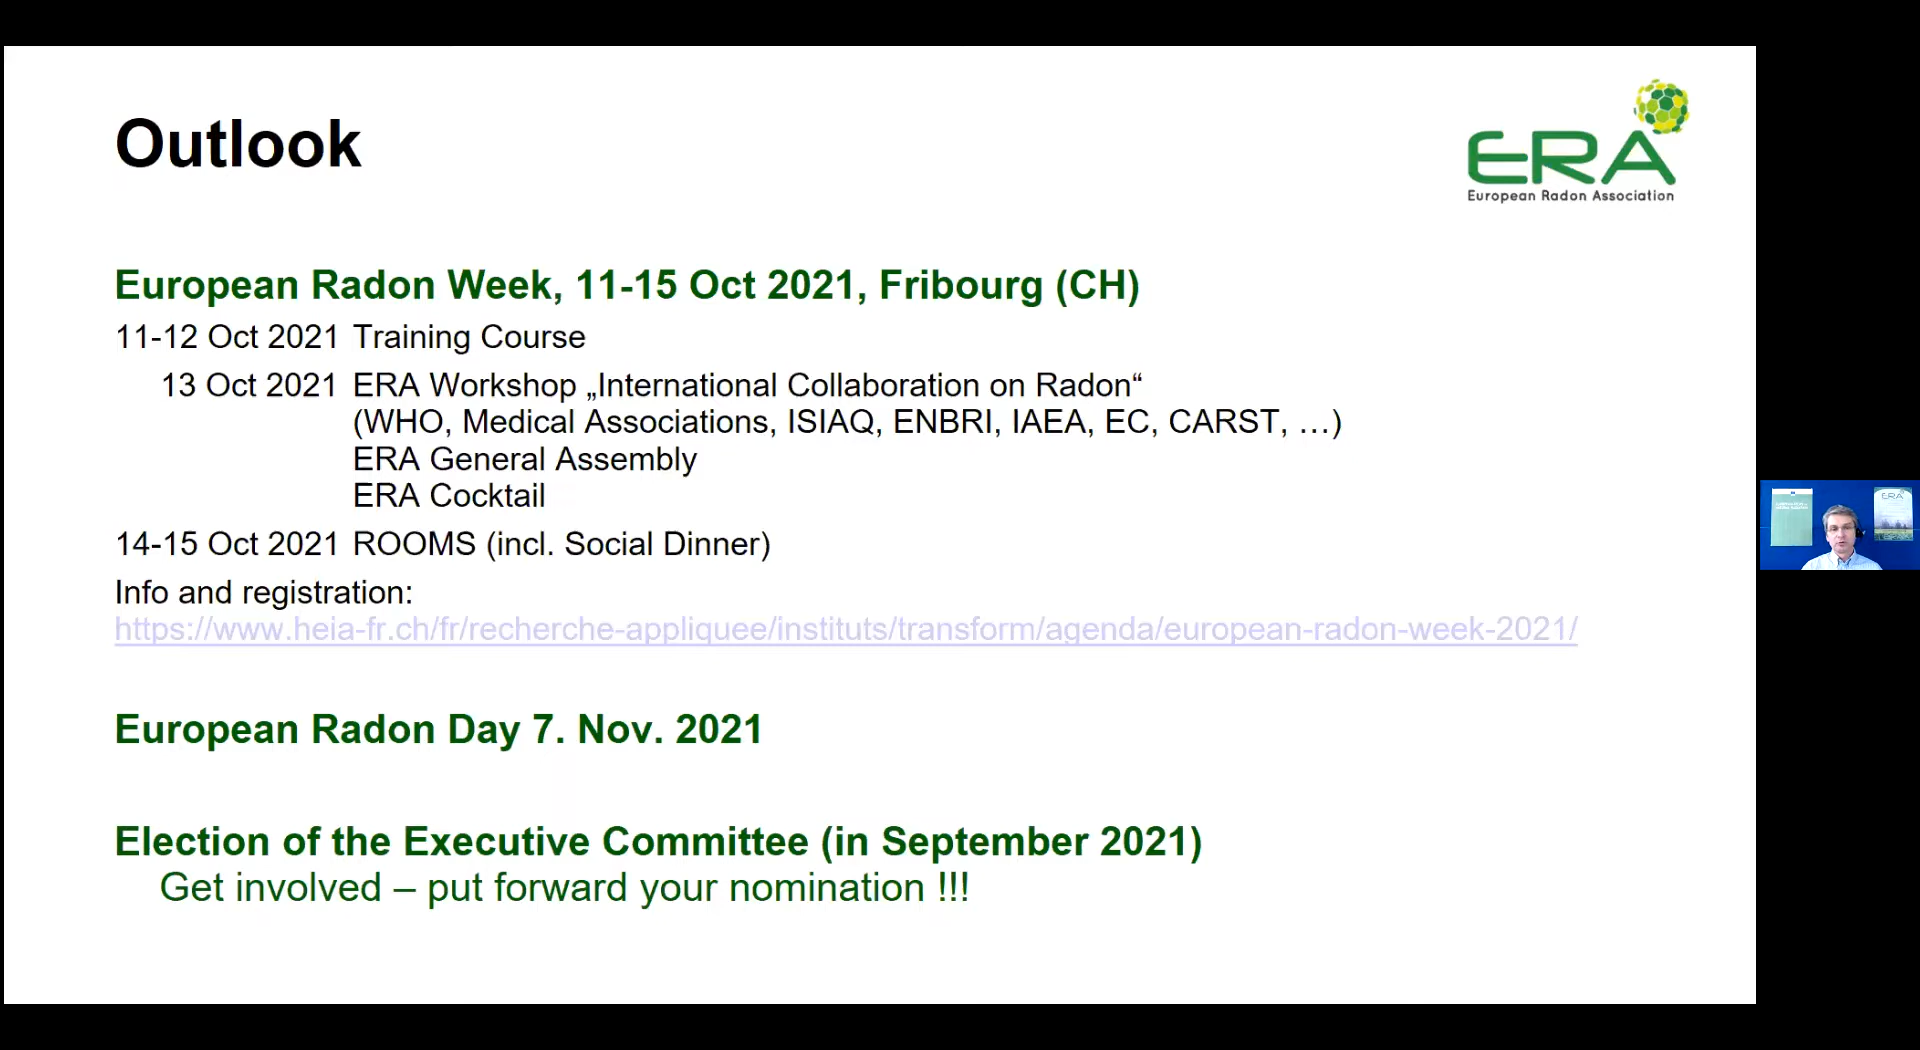 Outlook
ERA
European Radon Association
European Radon Week, 11-15 Oct 2021, Fribourg (CH)
11-12 Oct 2021 Training Course
13 Oct 2021 ERA Workshop „International Collaboration on Radon“
(WHO, Medical Associations, ISIAQ, ENBRI, IAEA, EC, CARST, …)
ERA General Assembly
ERA Cocktail
14-15 Oct 2021 ROOMS (incl. Social Dinner)
Info and registration:
https://www.heia-fr.ch/fr/recherche-appliquee/instituts/transform/agenda/european-radon-week-2021/
European Radon Day 7. Nov. 2021
Election of the Executive Committee (in September 2021)
Get involved – put forward your nomination !!!
ERA